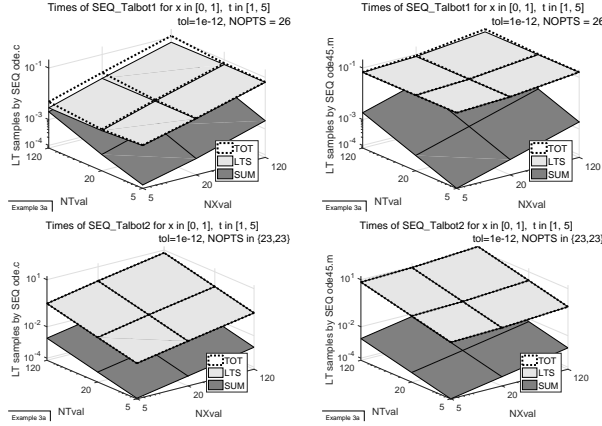 Times of SEQ_Talbot1 for x in [0, 1], t in [1, 5]
tol=1e-12, NOPTS = 26
LT samples by SEQ ode.c
10^-1
10^-3
10^-4
120
20
5
NTval
5
20
120
NXval
TOT
LTS
SUM
Example 3a
Times of SEQ_Talbot1 for x in [0, 1], t in [1, 5]
tol=1e-12, NOPTS = 26
LT samples by SEQ ode45.m
10^-1
10^-3
10^-4
120
20
5
NTval
5
20
120
NXval
TOT
LTS
SUM
Example 3a
Times of SEQ_Talbot2 for x in [0, 1], t in [1, 5]
tol=1e-12, NOPTS in {23,23}
LT samples by SEQ ode.c
10^1
10^-2
10^-4
120
20
5
NTval
5
20
120
NXval
TOT
LTS
SUM
Example 3a
Times of SEQ_Talbot2 for x in [0, 1], t in [1, 5]
tol=1e-12, NOPTS in {23,23}
LT samples by SEQ ode45.m
10^1
10^-2
10^-4
120
20
5
NTval
5
20
120
NXval
TOT
LTS
SUM
Example 3a